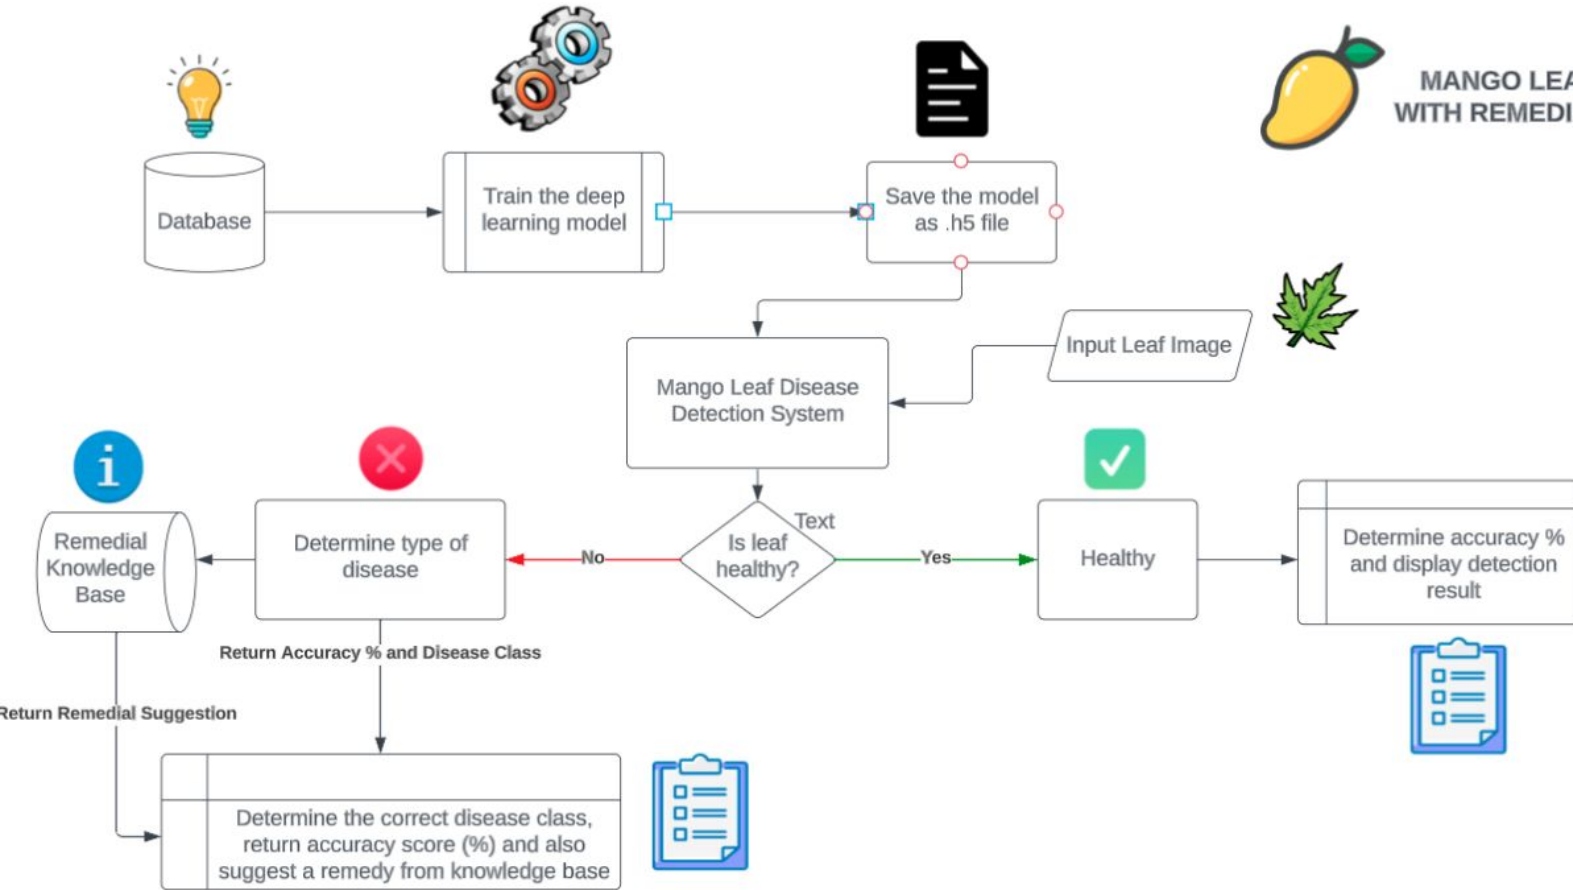 MANGO LEA
WITH REMEDI
Database
Train the deep
learning model
Save the model
as .h5 file
Input Leaf Image
Mango Leaf Disease
Detection System
Text
Is leaf
healthy?
No
Yes
Healthy
Determine accuracy %
and display detection
result
Determine type of
disease
Remedial
Knowledge
Base
Return Accuracy % and Disease Class
Return Remedial Suggestion
Determine the correct disease class,
return accuracy score (%) and also
suggest a remedy from knowledge base